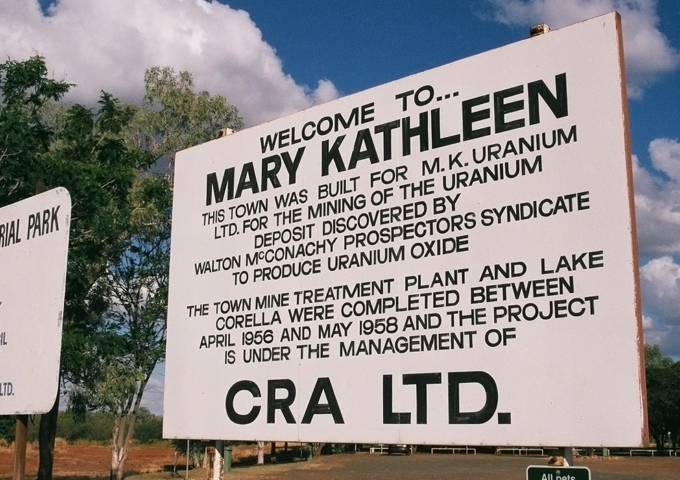 WELCOME TO...
MARY KATHLEEN
THIS TOWN WAS BUILT FOR M.K. URANIUM
LTD. FOR THE MINING OF THE URANIUM
DEPOSIT DISCOVERED BY
WALTON McCONACHY PROSPECTORS SYNDICATE
TO PRODUCE URANIUM OXIDE
THE TOWN MINE TREATMENT PLANT AND LAKE
CORELLA WERE COMPLETED BETWEEN
APRIL 1956 AND MAY 1958 AND THE PROJECT
IS UNDER THE MANAGEMENT OF
CRA LTD.
RIAL PARK
IL
LTD.
All pets